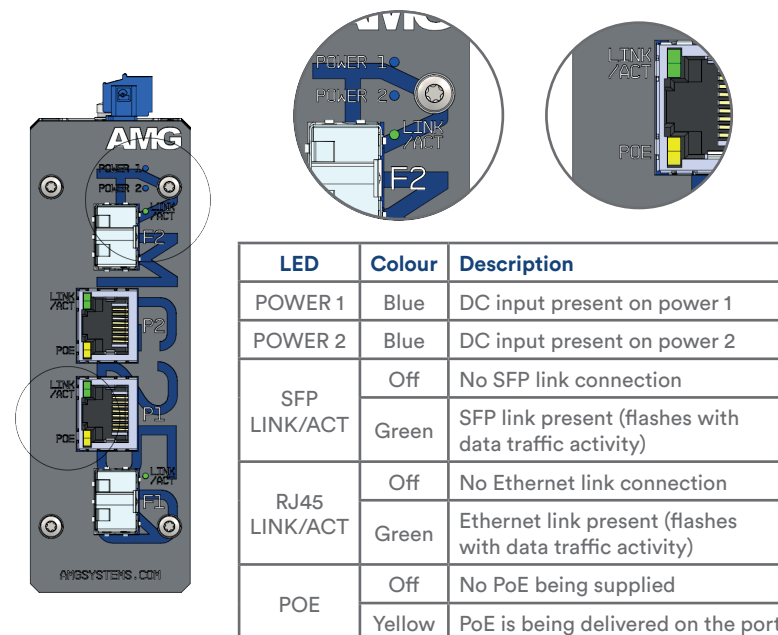 AMG
POWER 1
POWER 2
LINK
/ACT
F2
LINK
/ACT
P2
POE
LINK
/ACT
P1
POE
LINK
/ACT
F1
AMGSYSTEMS.COM
AMG
POWER 1
POWER 2
LINK
/ACT
F2
LINK
/ACT
POE
LED Colour Description
POWER 1 Blue DC input present on power 1
POWER 2 Blue DC input present on power 2
SFP
LINK/ACT
Off No SFP link connection
Green SFP link present (flashes with
data traffic activity)
RJ45
LINK/ACT
Off No Ethernet link connection
Green Ethernet link present (flashes
with data traffic activity)
POE
Off No PoE being supplied
Yellow PoE is being delivered on the port